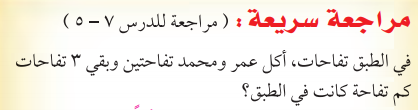 مراجعة سريعة : ( مراجعة للدرس ٧ – ٥ )
في الطبق تفاحات، أكل عمر ومحمد تفاحتين وبقي ٣ تفاحات
كم تفاحة كانت في الطبق؟